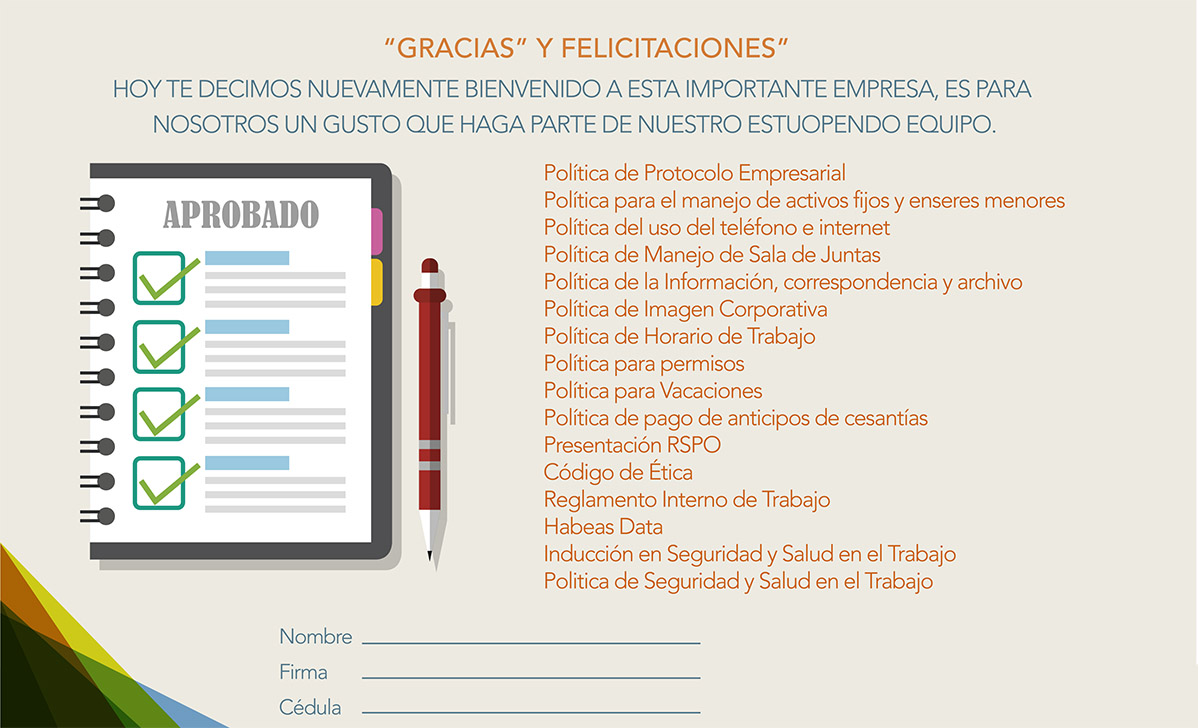 “GRACIAS” Y FELICITACIONES”
HOY TE DECIMOS NUEVAMENTE BIENVENIDO A ESTA IMPORTANTE EMPRESA, ES PARA
NOSOTROS UN GUSTO QUE HAGA PARTE DE NUESTRO ESTUOPENDO EQUIPO.
APROBADO
Política de Protocolo Empresarial
Política para el manejo de activos fijos y enseres menores
Política del uso del teléfono e internet
Política de Manejo de Sala de Juntas
Política de la Información, correspondencia y archivo
Política de Imagen Corporativa
Política de Horario de Trabajo
Política para permisos
Política para Vacaciones
Política de pago de anticipos de cesantías
Presentación RSPO
Código de Ética
Reglamento Interno de Trabajo
Habeas Data
Inducción en Seguridad y Salud en el Trabajo
Politica de Seguridad y Salud en el Trabajo
Nombre
Firma
Cédula